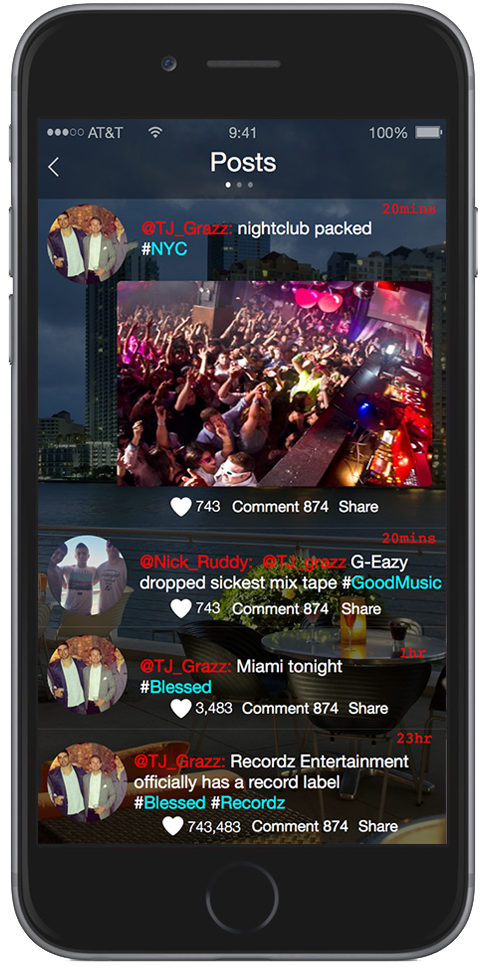 AT&T 9:41 100%
Posts
20mins
@TJ_Grazz: nightclub packed
#NYC
743 Comment 874 Share
20mins
@Nick_Ruddy: @TJ_grazz G-Eazy
dropped sickest mix tape #GoodMusic
743 Comment 874 Share
1hr
@TJ_Grazz: Miami tonight
#Blessed
3,483 Comment 874 Share
23hr
@TJ_Grazz: Recordz Entertainment
officially has a record label
#Blessed #Recordz
743,483 Comment 874 Share